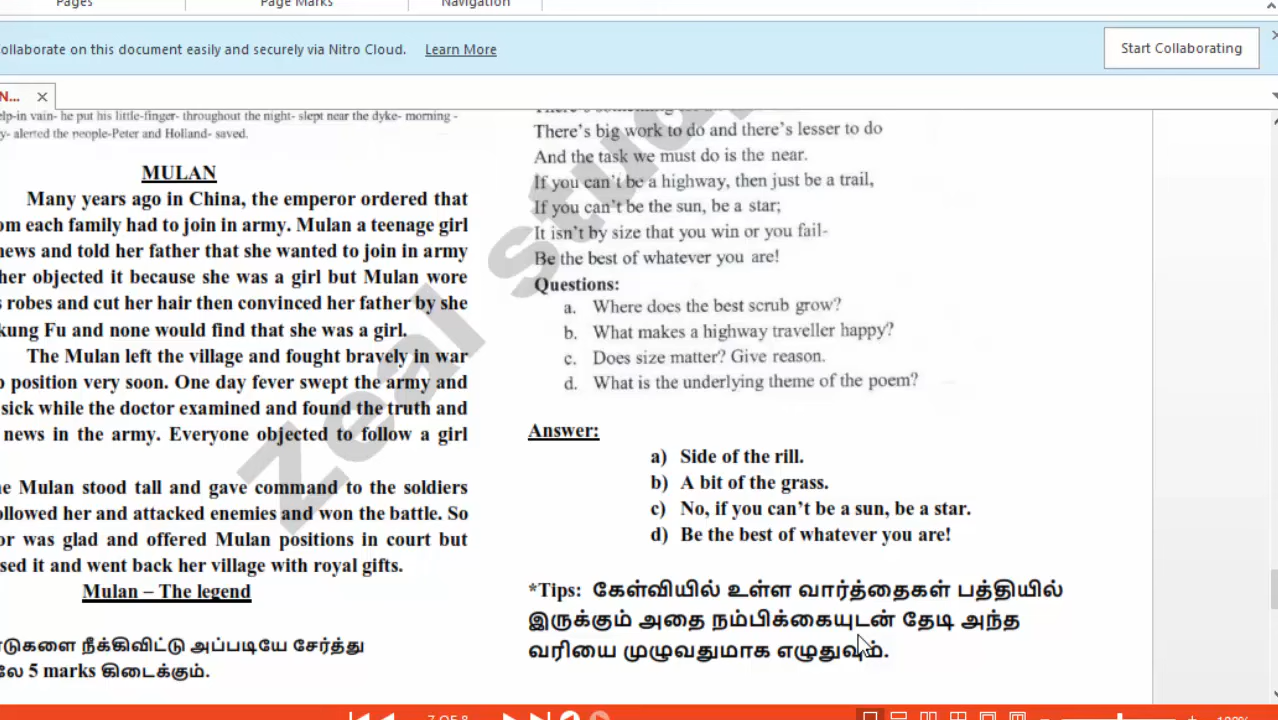 Pages Page Marks Navigation
ollaborate on this document easily and securely via Nitro Cloud. Learn More
Start Collaborating
N...
elp-in vain- he put his little-finger- throughout the night- slept near the dyke- morning -
y- alerted the people-Peter and Holland- saved.
MULAN
Many years ago in China, the emperor ordered that
om each family had to join in army. Mulan a teenage girl
news and told her father that she wanted to join in army
her objected it because she was a girl but Mulan wore
s robes and cut her hair then convinced her father by she
kung Fu and none would find that she was a girl.
The Mulan left the village and fought bravely in war
p position very soon. One day fever swept the army and
sick while the doctor examined and found the truth and
news in the army. Everyone objected to follow a girl
he Mulan stood tall and gave command to the soldiers
ollowed her and attacked enemies and won the battle. So
or was glad and offered Mulan positions in court but
sed it and went back her village with royal gifts.
Mulan – The legend
டுகளை நீக்கிவிட்டு அப்படியே சேர்த்து
லே 5 marks கிடைக்கும்.
There's something
There's big work to do and there's lesser to do
And the task we must do is the near.
If you can't be a highway, then just be a trail,
If you can't be the sun, be a star;
It isn't by size that you win or you fail-
Be the best of whatever you are!
Questions:
a. Where does the best scrub grow?
b. What makes a highway traveller happy?
c. Does size matter? Give reason.
d. What is the underlying theme of the poem?
Answer:
a) Side of the rill.
b) A bit of the grass.
c) No, if you can't be a sun, be a star.
d) Be the best of whatever you are!
*Tips: கேள்வியில் உள்ள வார்த்தைகள் பத்தியில்
இருக்கும் அதை நம்பிக்கையுடன் தேடி அந்த
வரியை முழுவதுமாக எழுதுவும்.
Zeal study
7 OF 8
100%